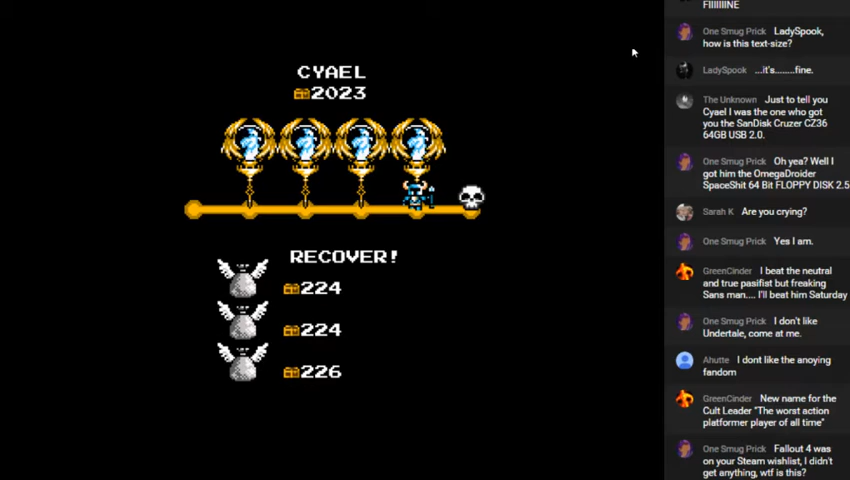 CYAEL
2023
RECOVER!
224
224
226
FIIIIIINE
One Smug Prick LadySpook,
how is this text-size?
LadySpook ...it's........fine.
The Unknown Just to tell you
Cyael I was the one who got
you the SanDisk Cruzer CZ36
64GB USB 2.0.
One Smug Prick Oh yea? Well I
got him the OmegaDroider
SpaceShit 64 Bit FLOPPY DISK 2.5
Sarah K Are you crying?
One Smug Prick Yes I am.
GreenCinder I beat the neutral
and true pasifist but freaking
Sans man.... I'll beat him Saturday
One Smug Prick I don't like
Undertale, come at me.
Ahutte I dont like the anoying
fandom
GreenCinder New name for the
Cult Leader "The worst action
platformer player of all time"
One Smug Prick Fallout 4 was
on your Steam wishlist, I didn't
get anything, wtf is this?